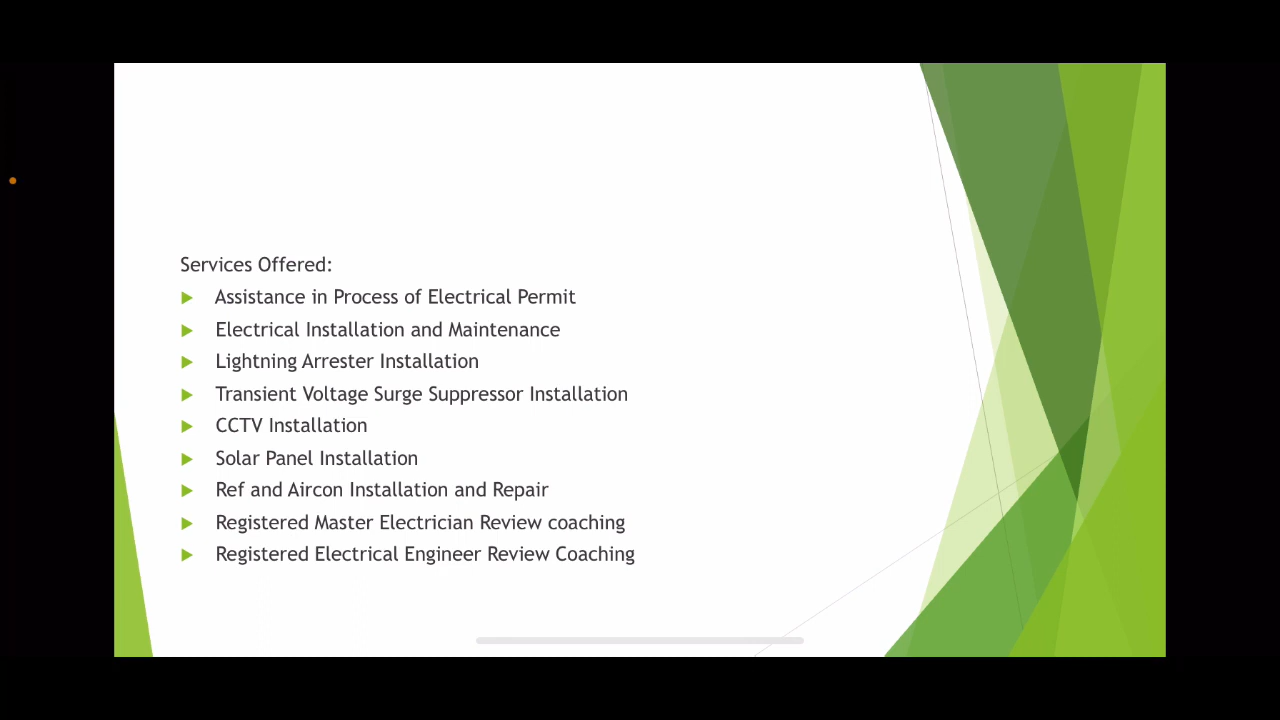 Services Offered:
Assistance in Process of Electrical Permit
Electrical Installation and Maintenance
Lightning Arrester Installation
Transient Voltage Surge Suppressor Installation
CCTV Installation
Solar Panel Installation
Ref and Aircon Installation and Repair
Registered Master Electrician Review coaching
Registered Electrical Engineer Review Coaching